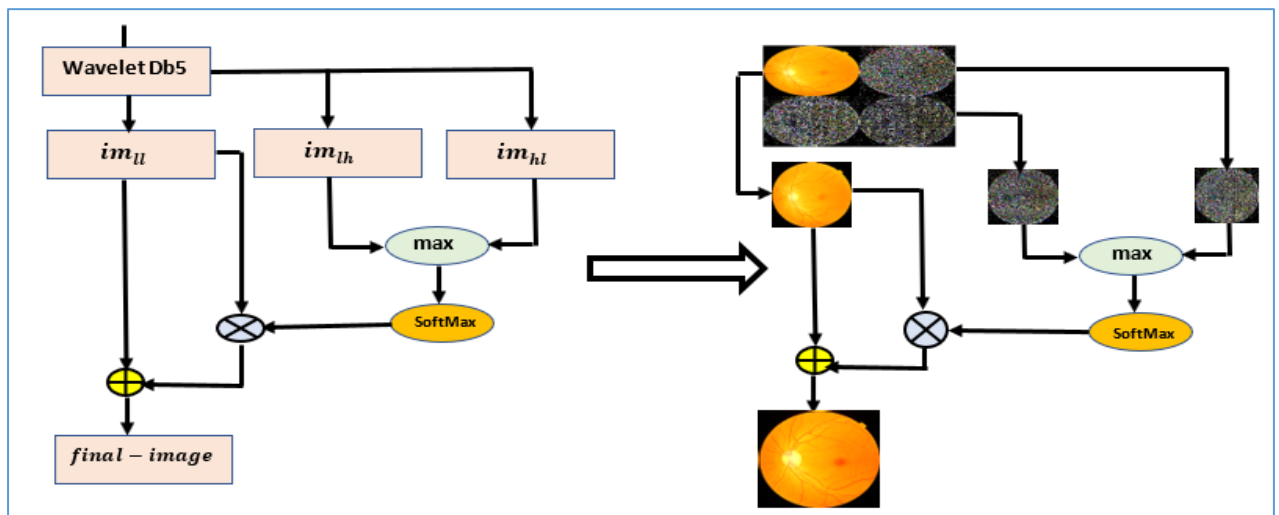 Wavelet Db5
im_ll
im_lh
im_hl
max
SoftMax
final − image
max
SoftMax